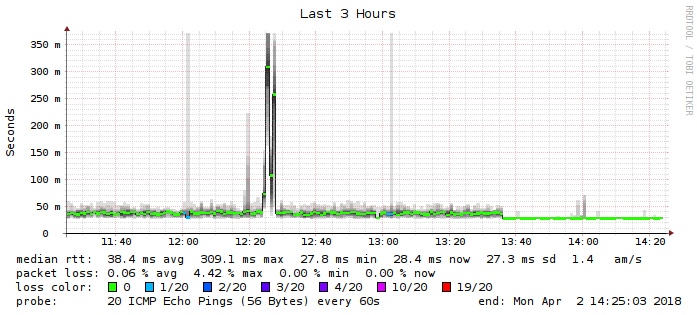 Last 3 Hours
RRDTOOL / TOBI OETIKER
Seconds
350 m
300 m
250 m
200 m
150 m
100 m
50 m
0
11:40 12:00 12:20 12:40 13:00 13:20 13:40 14:00 14:20
median rtt: 38.4 ms avg 309.1 ms max 27.8 ms min 28.4 ms now 27.3 ms sd 1.4 am/s
packet loss: 0.06 % avg 4.42 % max 0.00 % min 0.00 % now
loss color: 0 1/20 2/20 3/20 4/20 10/20 19/20
probe: 20 ICMP Echo Pings (56 Bytes) every 60s end: Mon Apr 2 14:25:03 2018